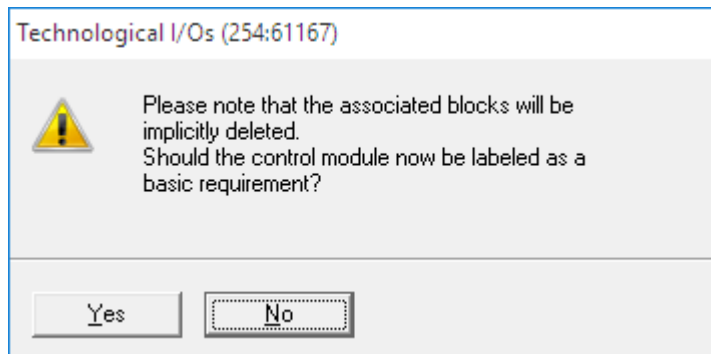 Technological I/Os (254:61167)
Please note that the associated blocks will be
implicitly deleted.
Should the control module now be labeled as a
basic requirement?
Yes
No